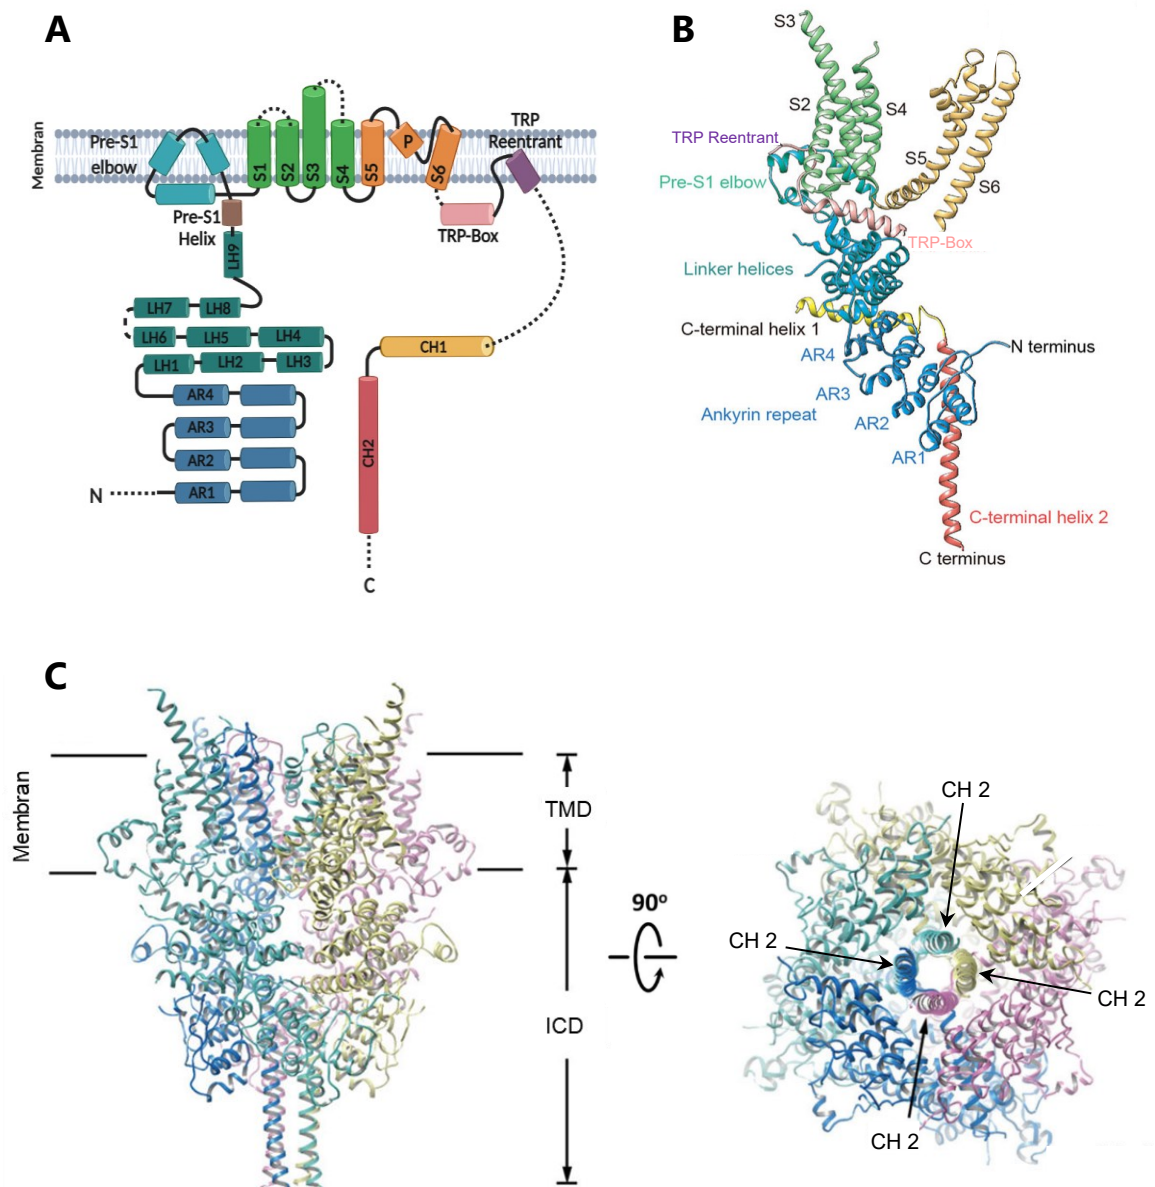 A
Membran
Pre-S1
elbow
Pre-S1
Helix
S1
S2
S3
S4
S5
P
S6
TRP
Reentrant
TRP-Box
LH9
LH7
LH8
LH6
LH5
LH4
LH1
LH2
LH3
AR4
AR3
AR2
N
AR1
CH1
CH2
C
B
S3
S2
S4
TRP Reentrant
Pre-S1 elbow
S5
S6
TRP-Box
Linker helices
C-terminal helix 1
N terminus
AR4
AR3
Ankyrin repeat
AR2
AR1
C-terminal helix 2
C terminus
C
Membran
TMD
ICD
90º
CH 2
CH 2
CH 2
CH 2